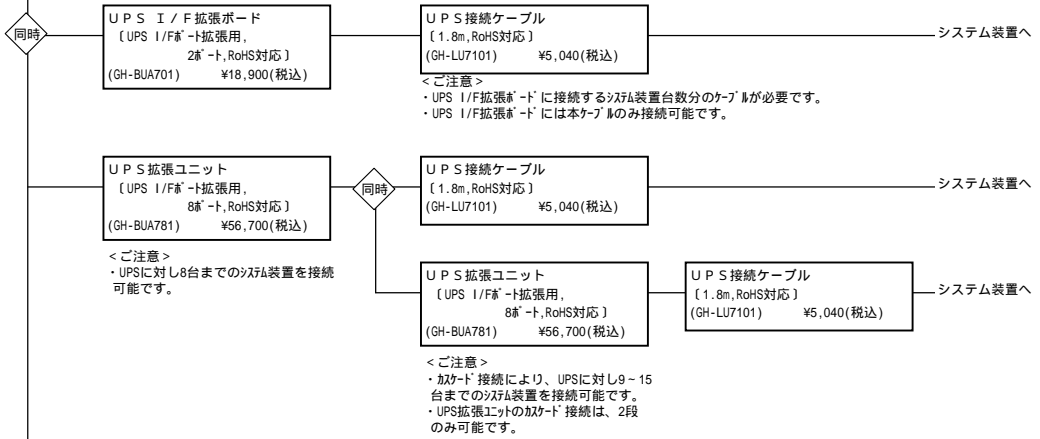 同時
ＵＰＳ Ｉ／Ｆ拡張ボード
〔UPS I/Fﾎﾟｰﾄ拡張用,
2ﾎﾟｰﾄ,RoHS対応〕
(GH-BUA701) ¥18,900(税込)
ＵＰＳ接続ケーブル
〔1.8m,RoHS対応〕
(GH-LU7101) ¥5,040(税込)
システム装置へ
＜ご注意＞
・UPS I/F拡張ﾎﾞｰﾄﾞに接続するｼｽﾃﾑ装置台数分のｹｰﾌﾞﾙが必要です。
・UPS I/F拡張ﾎﾞｰﾄﾞには本ｹｰﾌﾞﾙのみ接続可能です。
ＵＰＳ拡張ユニット
〔UPS I/Fﾎﾟｰﾄ拡張用,
8ﾎﾟｰﾄ,RoHS対応〕
(GH-BUA781) ¥56,700(税込)
同時
ＵＰＳ接続ケーブル
〔1.8m,RoHS対応〕
(GH-LU7101) ¥5,040(税込)
システム装置へ
＜ご注意＞
・UPSに対し8台までのｼｽﾃﾑ装置を接続
可能です。
ＵＰＳ拡張ユニット
〔UPS I/Fﾎﾟｰﾄ拡張用,
8ﾎﾟｰﾄ,RoHS対応〕
(GH-BUA781) ¥56,700(税込)
ＵＰＳ接続ケーブル
〔1.8m,RoHS対応〕
(GH-LU7101) ¥5,040(税込)
システム装置へ
＜ご注意＞
・ｶｽｹｰﾄﾞ接続により、UPSに対し9～15
台までのｼｽﾃﾑ装置を接続可能です。
・UPS拡張ﾕﾆｯﾄのｶｽｹｰﾄﾞ接続は、2段
のみ可能です。